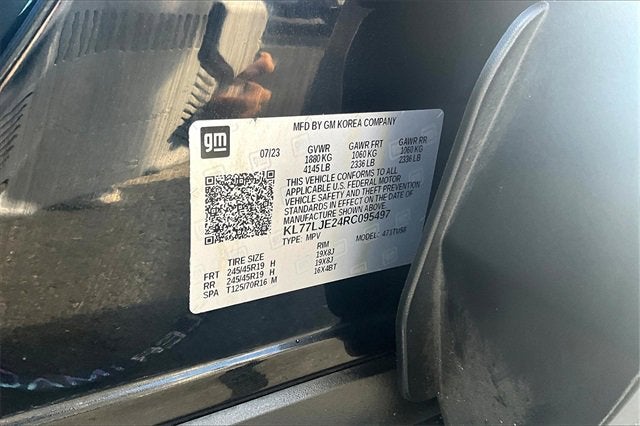 gm
MFD BY GM KOREA COMPANY
07/23 GVWR GAWR FRT GAWR RR
1880 KG 1060 KG 1060 KG
4145 LB 2336 LB 2336 LB
THIS VEHICLE CONFORMS TO ALL
APPLICABLE U.S. FEDERAL MOTOR
VEHICLE SAFETY AND THEFT PREVENTION
STANDARDS IN EFFECT ON THE DATE OF
MANUFACTURE SHOWN ABOVE.
KL77LJE24RC095497
TYPE: MPV
TIRE SIZE RIM
FRT 245/45R19 H 19X8J
RR 245/45R19 H 19X8J
SPA T125/70R16 M 16X4BT